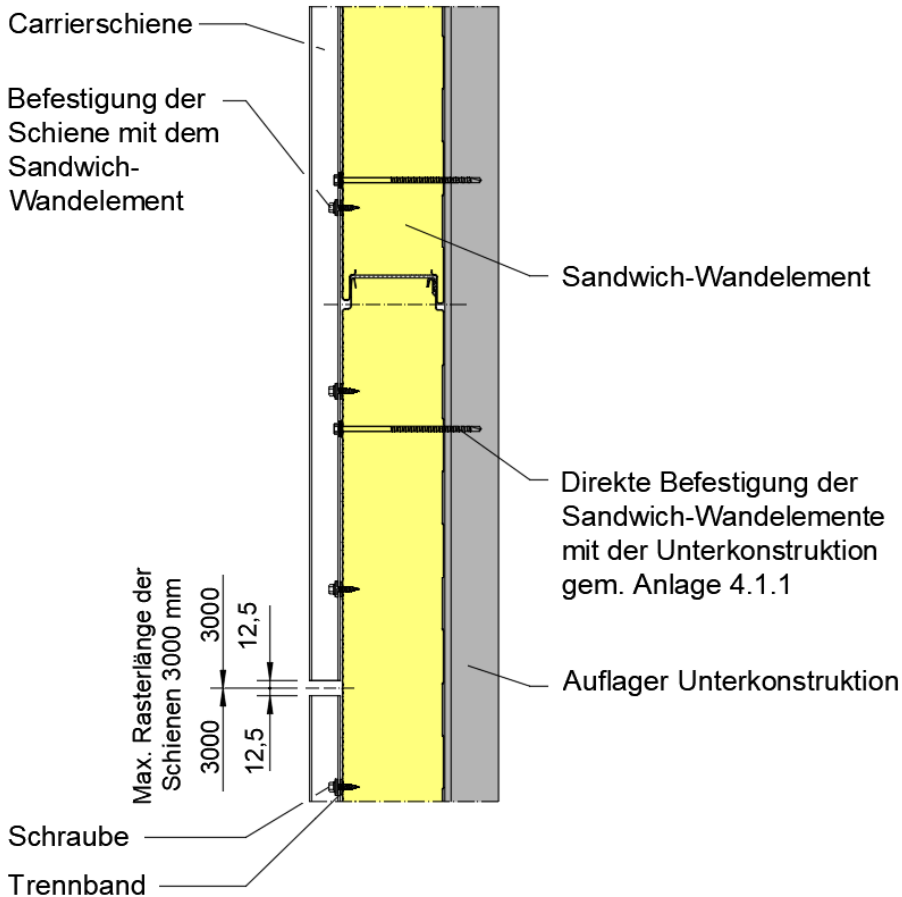 Carrierschiene
Befestigung der
Schiene mit dem
Sandwich-
Wandelement
Sandwich-Wandelement
Direkte Befestigung der
Sandwich-Wandelemente
mit der Unterkonstruktion
gem. Anlage 4.1.1
Max. Rasterlänge der
Schienen 3000 mm
3000
12,5
3000
12,5
Auflager Unterkonstruktion
Schraube
Trennband